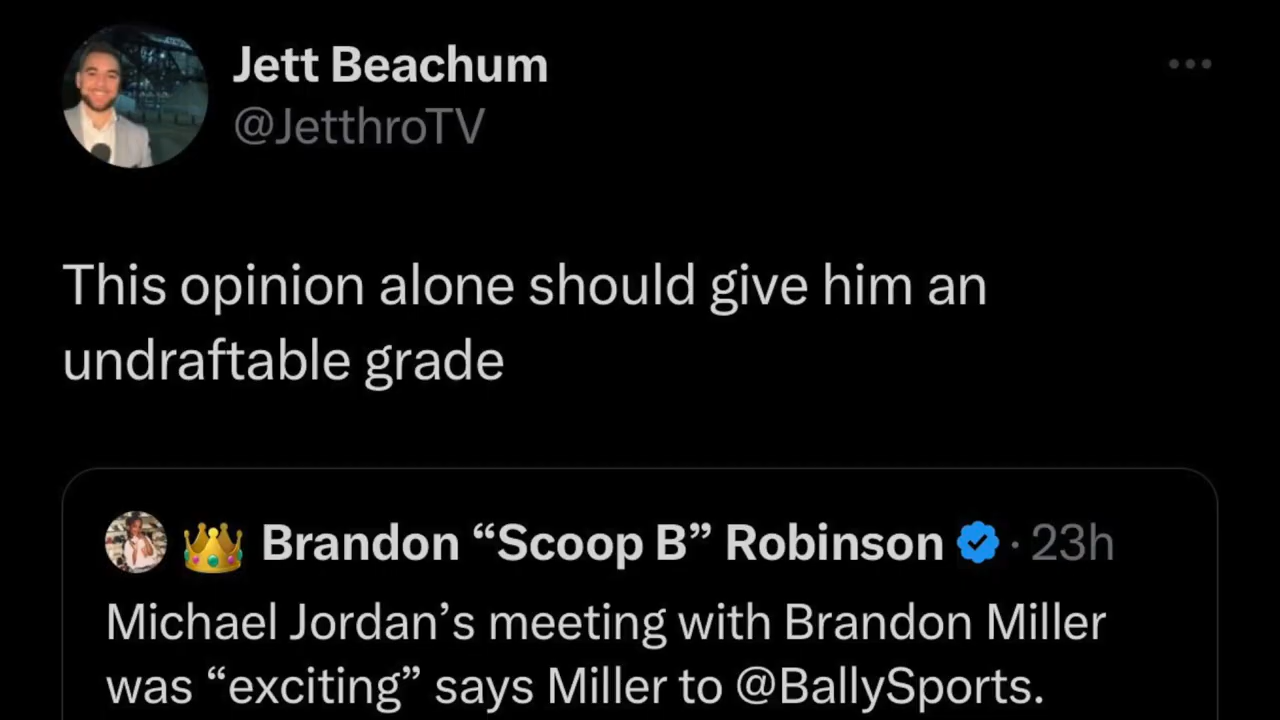 Jett Beachum
@JetthroTV
This opinion alone should give him an
undraftable grade
👑 Brandon “Scoop B” Robinson · 23h
Michael Jordan’s meeting with Brandon Miller
was “exciting” says Miller to @BallySports.